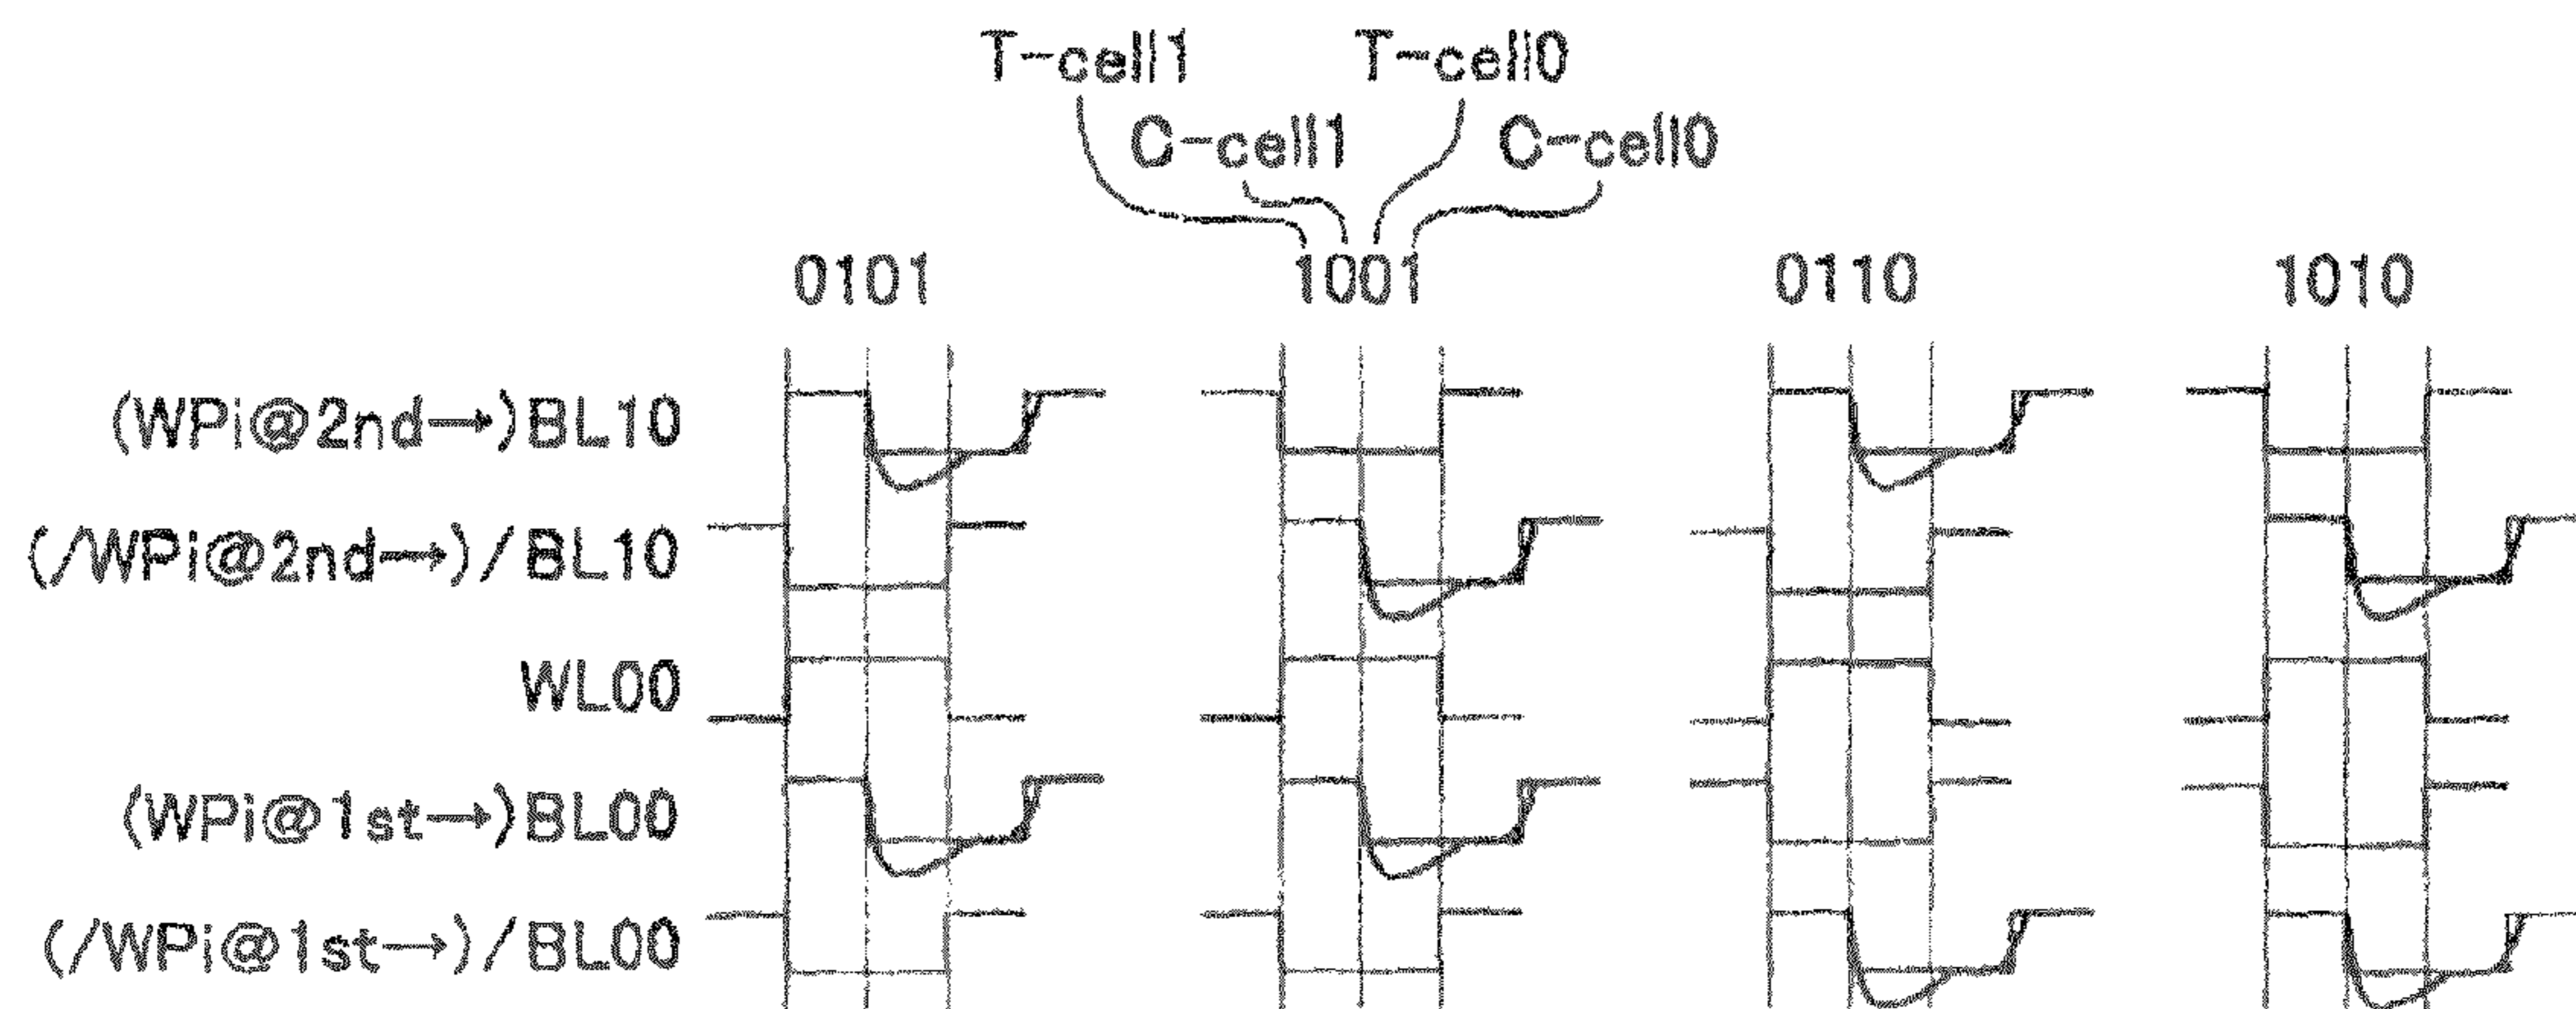 T-cell1 T-cell0
C-cell1 C-cell0
0101 1001 0110 1010
(WPi@2nd→)BL10
(/WPi@2nd→)/BL10
WL00
(WPi@1st→)BL00
(/WPi@1st→)/BL00